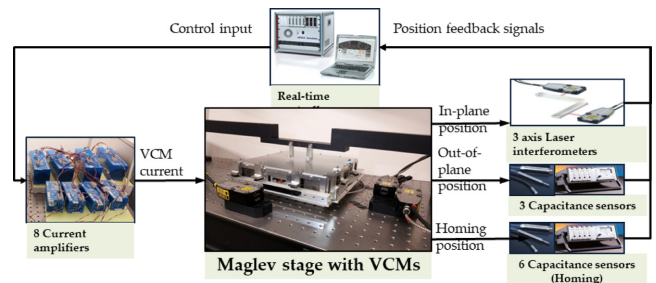 Control input
Position feedback signals
Real-time
In-plane
position
3 axis Laser
interferometers
VCM
current
Out-of-
plane
position
3 Capacitance sensors
8 Current
amplifiers
Homing
position
Maglev stage with VCMs
6 Capacitance sensors
(Homing)